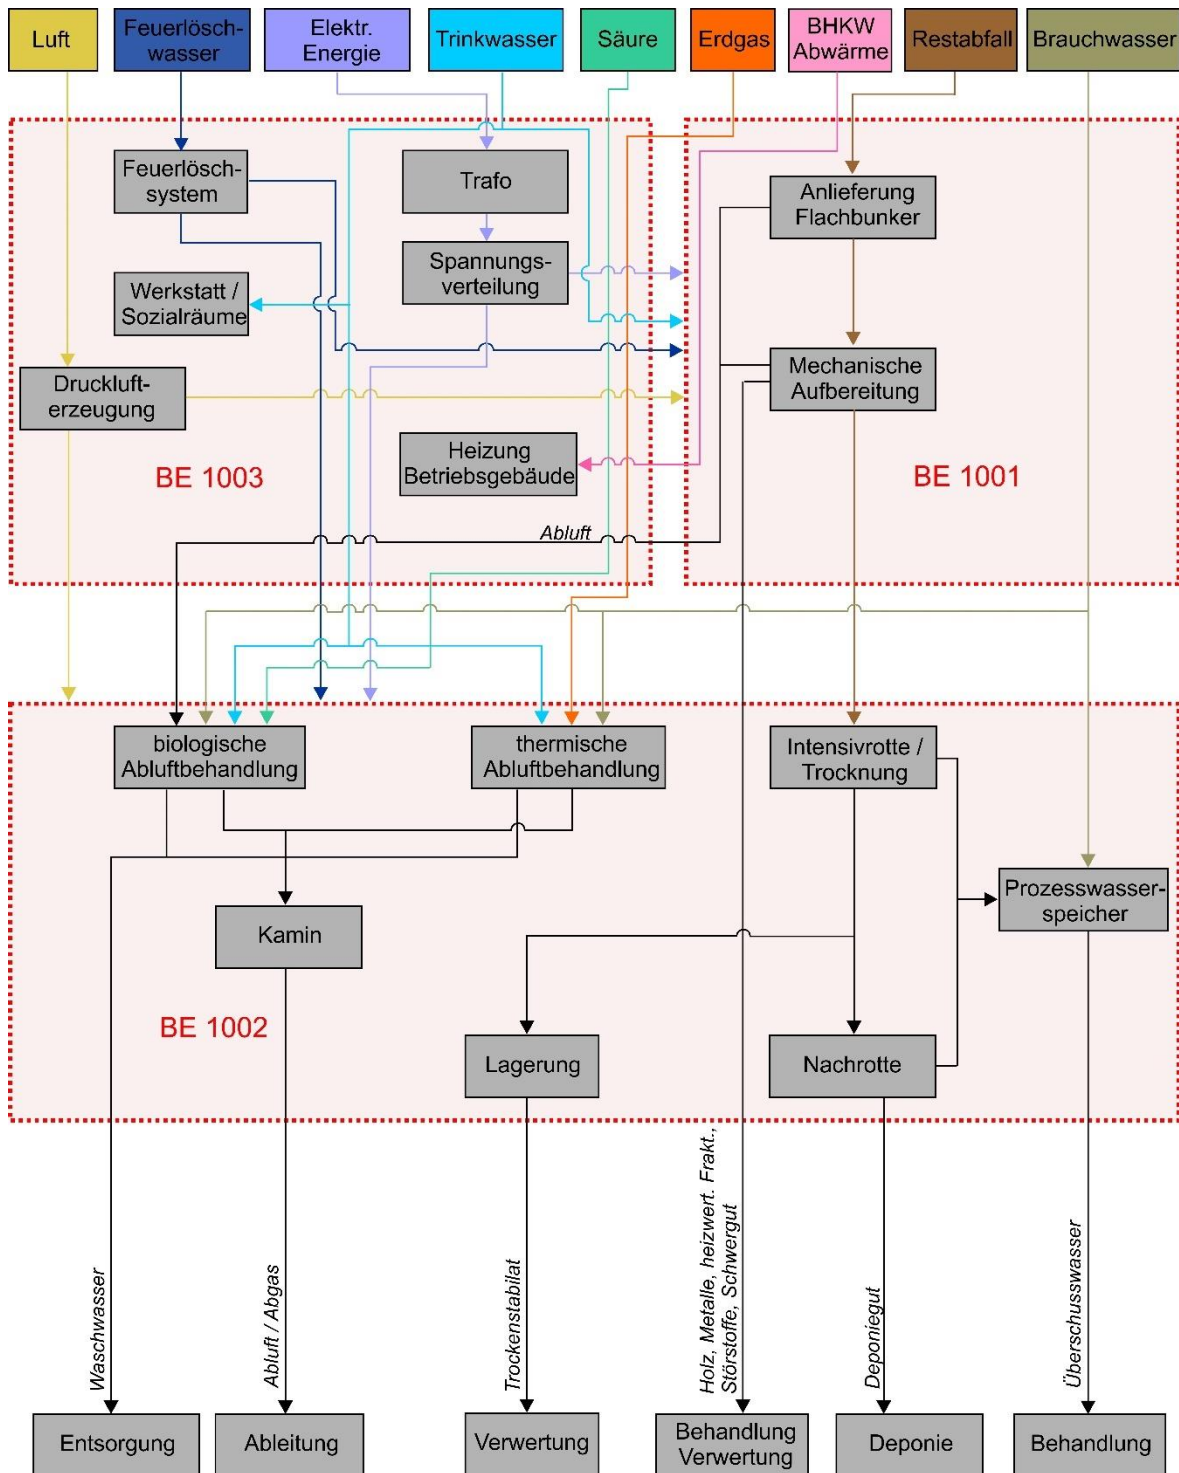 Luft
Feuerlösch-
wasser
Elektr.
Energie
Trinkwasser
Säure
Erdgas
BHKW
Abwärme
Restabfall
Brauchwasser
Feuerlösch-
system
Trafo
Anlieferung
Flachbunker
Spannungs-
verteilung
Werkstatt /
Sozialräume
Druckluft-
erzeugung
Mechanische
Aufbereitung
Heizung
Betriebsgebäude
BE 1003
BE 1001
Abluft
biologische
Abluftbehandlung
thermische
Abluftbehandlung
Intensivrotte /
Trocknung
Prozesswasser-
speicher
Kamin
BE 1002
Lagerung
Nachrotte
Waschwasser
Abluft / Abgas
Trockenstabilat
Holz, Metalle, heizwert. Frakt.,
Störstoffe, Schwergut
Deponiegut
Überschusswasser
Entsorgung
Ableitung
Verwertung
Behandlung
Verwertung
Deponie
Behandlung